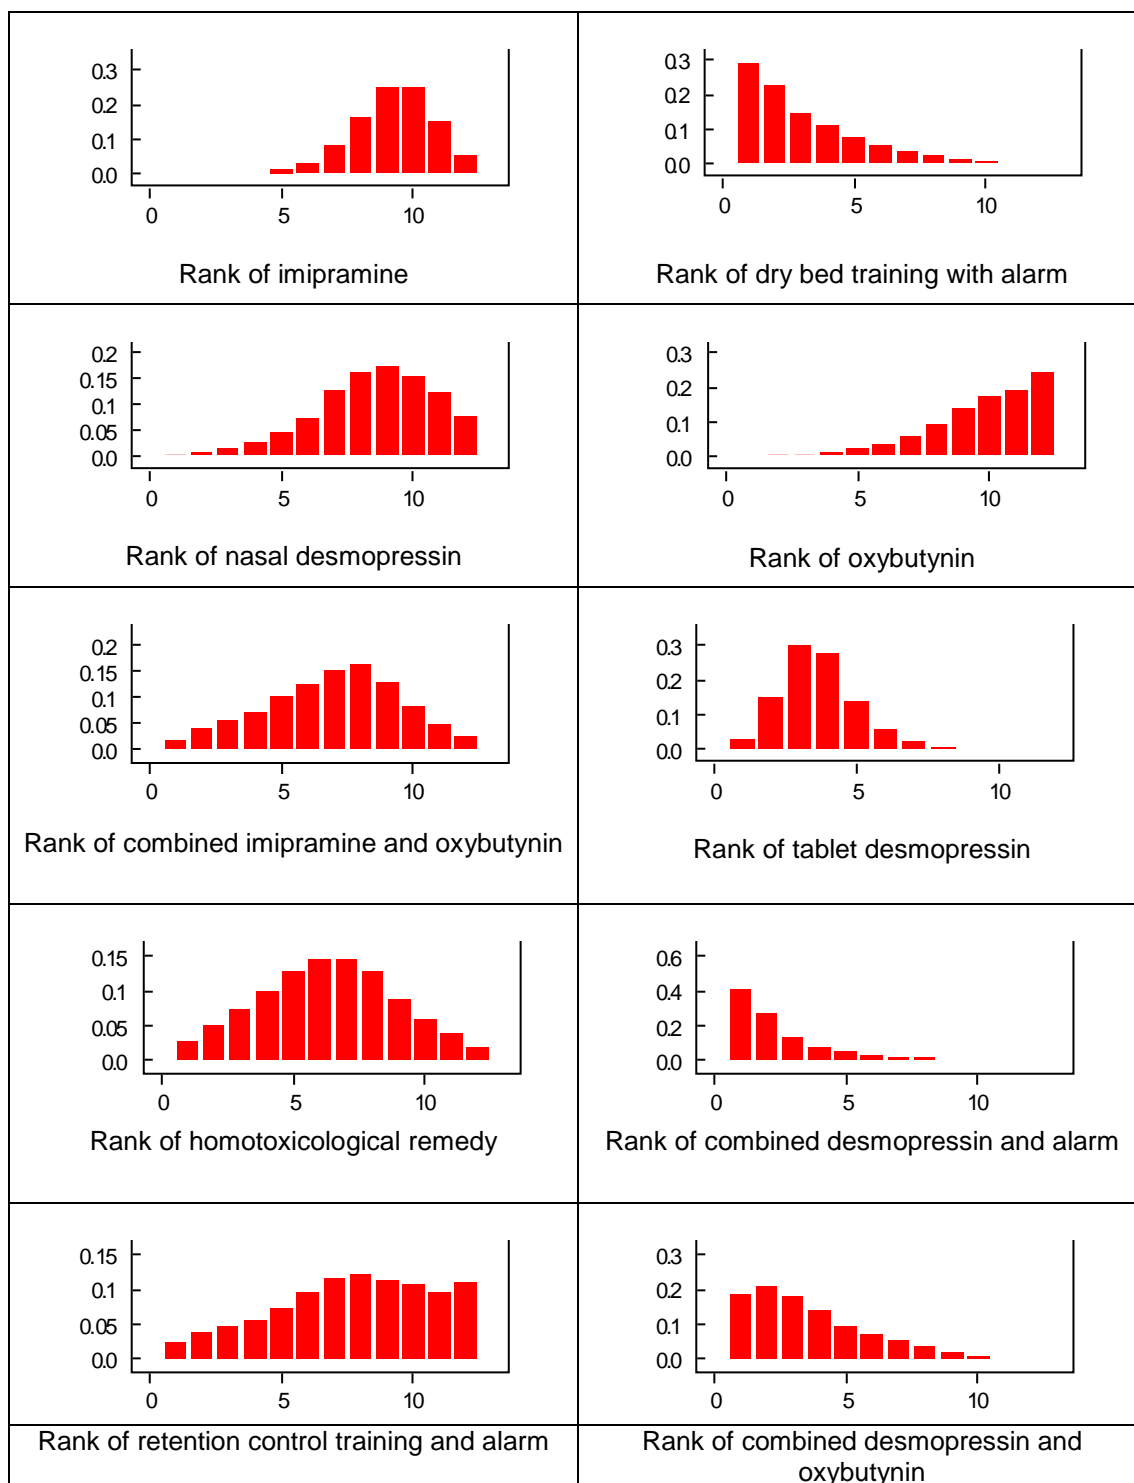 0.3
0.2
0.1
0.0
0 5 10
Rank of imipramine
0.3
0.2
0.1
0.0
0 5 10
Rank of dry bed training with alarm
0.2
0.15
0.1
0.05
0.0
0 5 10
Rank of nasal desmopressin
0.3
0.2
0.1
0.0
0 5 10
Rank of oxybutynin
0.2
0.15
0.1
0.05
0.0
0 5 10
Rank of combined imipramine and oxybutynin
0.3
0.2
0.1
0.0
0 5 10
Rank of tablet desmopressin
0.15
0.1
0.05
0.0
0 5 10
Rank of homotoxicological remedy
0.6
0.4
0.2
0.0
0 5 10
Rank of combined desmopressin and alarm
0.15
0.1
0.05
0.0
0 5 10
Rank of retention control training and alarm
0.3
0.2
0.1
0.0
0 5 10
Rank of combined desmopressin and
oxybutynin